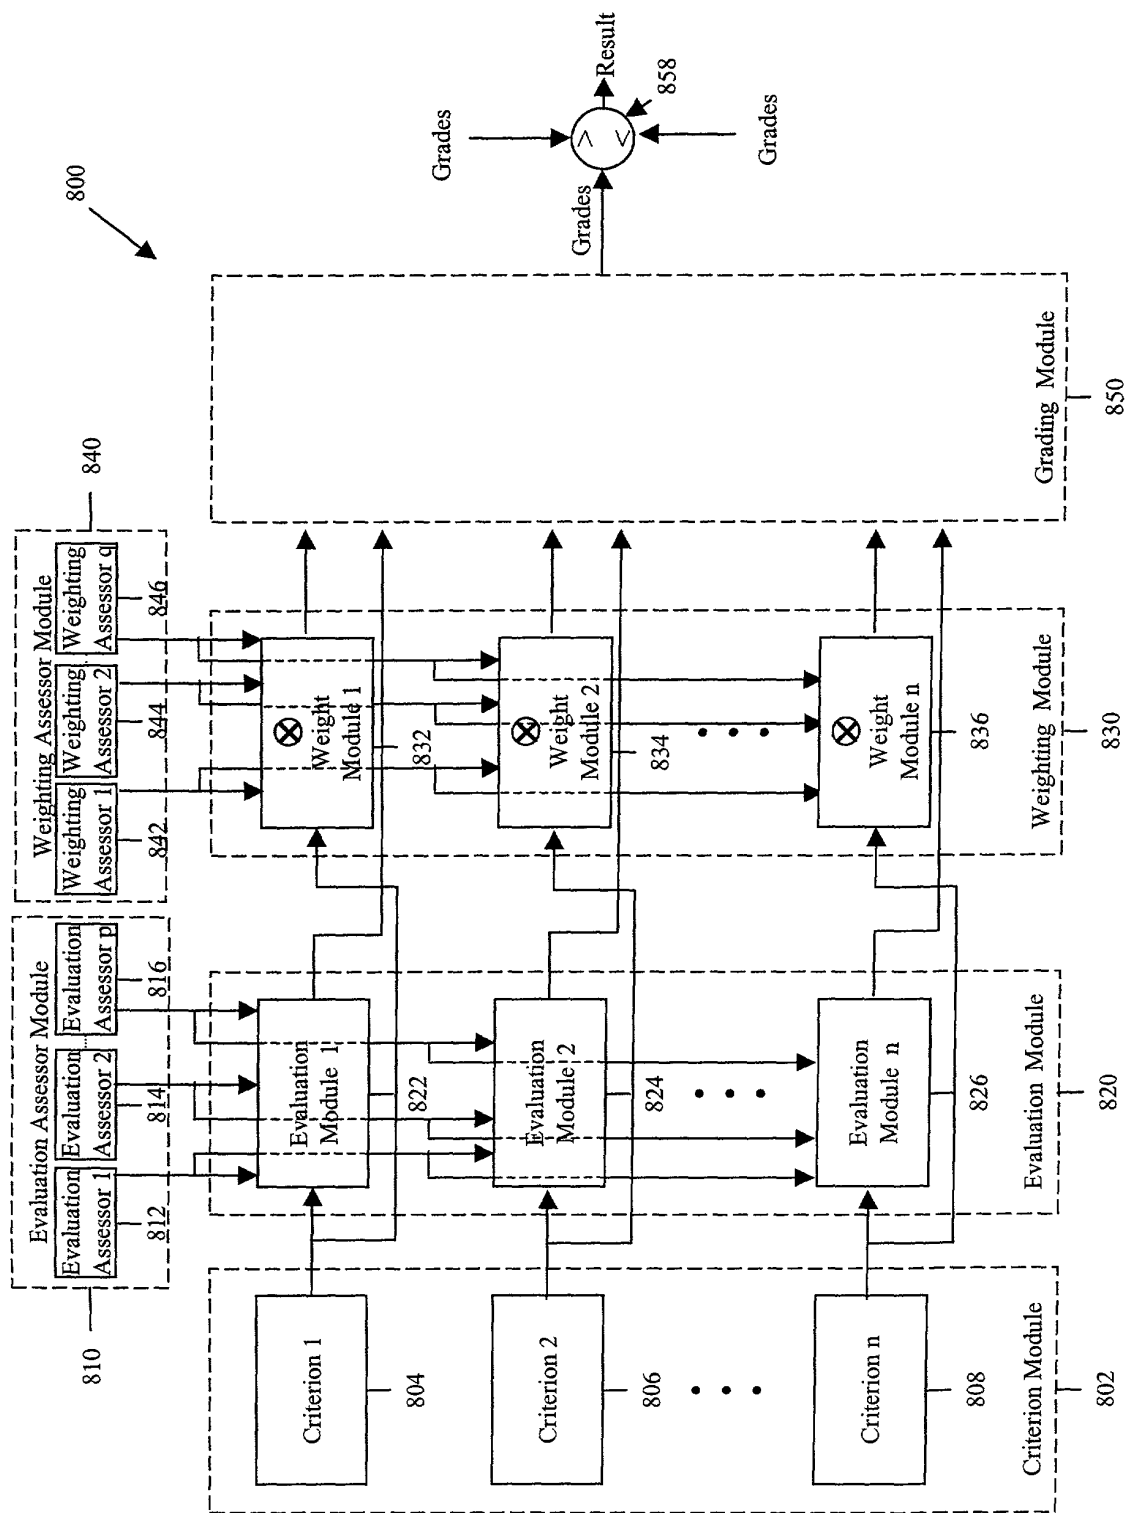 800
Evaluation Assessor Module
Evaluation
Assessor 1
812
Evaluation
Assessor 2
814
Evaluation
Assessor p
816
810
Weighting Assessor Module
Weighting
Assessor 1
842
Weighting
Assessor 2
844
Weighting
Assessor q
846
840
Criterion 1
804
Criterion 2
806
Criterion n
808
Criterion Module
802
Evaluation
Module 1
822
Evaluation
Module 2
824
Evaluation
Module n
826
Evaluation Module
820
Weight
Module 1
832
Weight
Module 2
834
Weight
Module n
836
Weighting Module
830
Grading Module
850
Grades
Grades
Grades
> <
858
Result